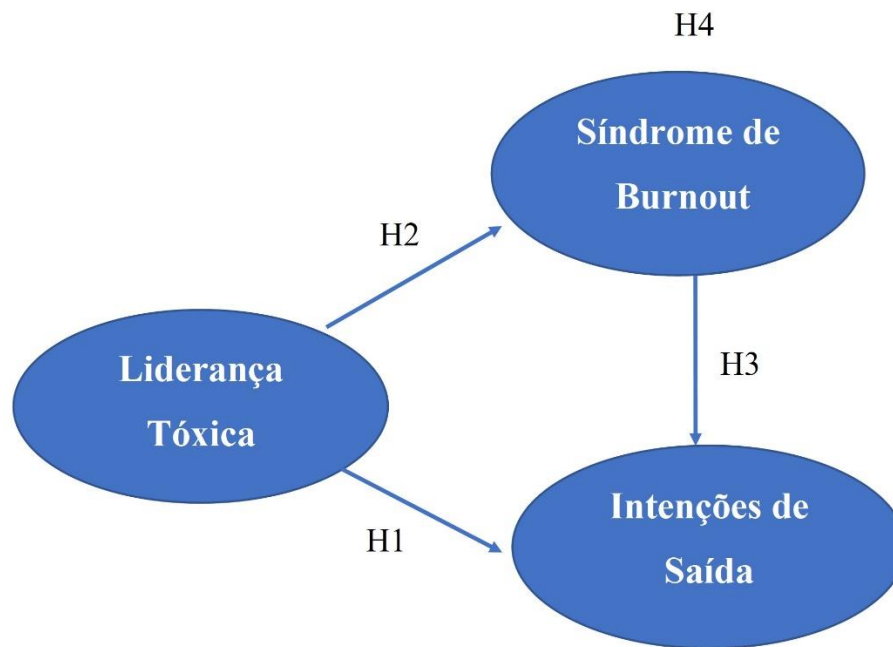 H4
Síndrome de
Burnout
H2
Liderança
Tóxica
H3
H1
Intenções de
Saída